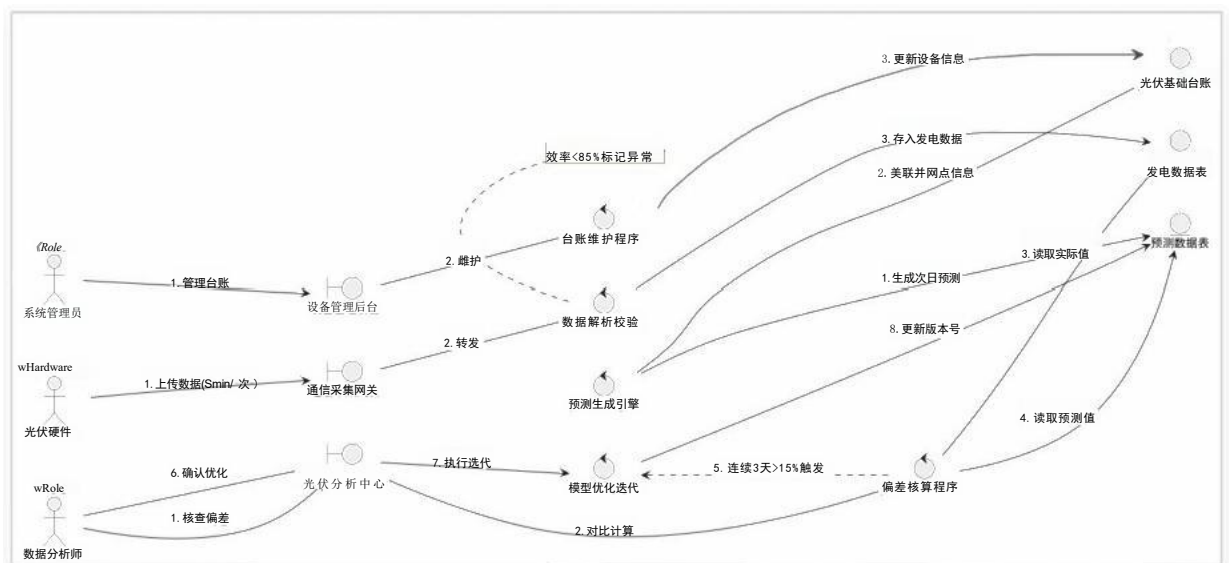 3.更新设备信息
光伏基础台账
效率<85%标记异常
3.存入发电数据
发电数据表
2.美联并网点信息
《Role
台账维护程序
预测数据表
2.雌护
3.读取实际值
1.管理台账
1.生成次日预测
系统管理员
设备管理后台
数据解析校验
2.转发
8.更新版本号
wHardware
1.上传数据(Smin/ 次·)
通信采集网关
光伏硬件
预测生成引擎
4. 读取预测值
6.确认优化
7.执行迭代
5. 连续3天>15%触发
光伏分析中心
模型优化迭代
偏差核算程序
wRole
1.核查偏差
2.对比计算
数据分析师